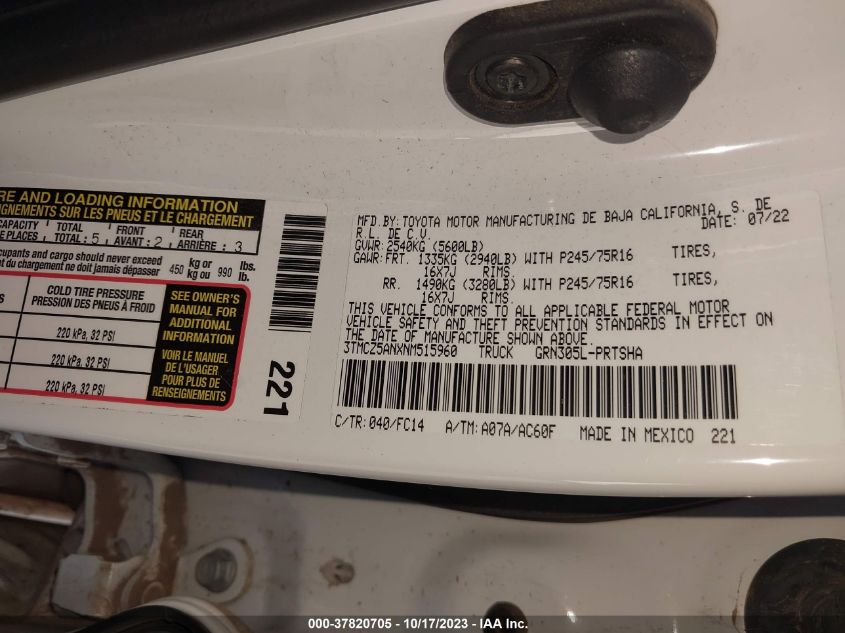 RE AND LOADING INFORMATION
IGNEMENTS SUR LES PNEUS ET LE CHARGEMENT
CAPACITY TOTAL FRONT REAR
PLACES TOTAL : 5 AVANT : 2 ARRIÈRE : 3
cupants and cargo should never exceed 450 kg or 990 lbs.
t du chargement ne doit jamais dépasser kg ou lb.
COLD TIRE PRESSURE
PRESSION DES PNEUS À FROID
220 kPa, 32 PSI
220 kPa, 32 PSI
220 kPa, 32 PSI
SEE OWNER'S
MANUAL FOR
ADDITIONAL
INFORMATION
VOIR LE MANUEL
DE L'USAGER
POUR PLUS DE
RENSEIGNEMENTS
221
MFD.BY:TOYOTA MOTOR MANUFACTURING DE BAJA CALIFORNIA, S. DE
R.L. DE C.V. DATE: 07/22
GVWR:2540KG (5600LB)
GAWR:FRT. 1335KG (2940LB) WITH P245/75R16 TIRES,
16X7J RIMS.
RR. 1490KG (3280LB) WITH P245/75R16 TIRES,
16X7J RIMS.
THIS VEHICLE CONFORMS TO ALL APPLICABLE FEDERAL MOTOR
VEHICLE SAFETY AND THEFT PREVENTION STANDARDS IN EFFECT ON
THE DATE OF MANUFACTURE SHOWN ABOVE.
3TMCZ5ANXNM515960 TRUCK GRN305L-PRTSHA
C/TR:040/FC14 A/TM:A07A/AC60F MADE IN MEXICO 221
000-37820705 - 10/17/2023 - IAA Inc.